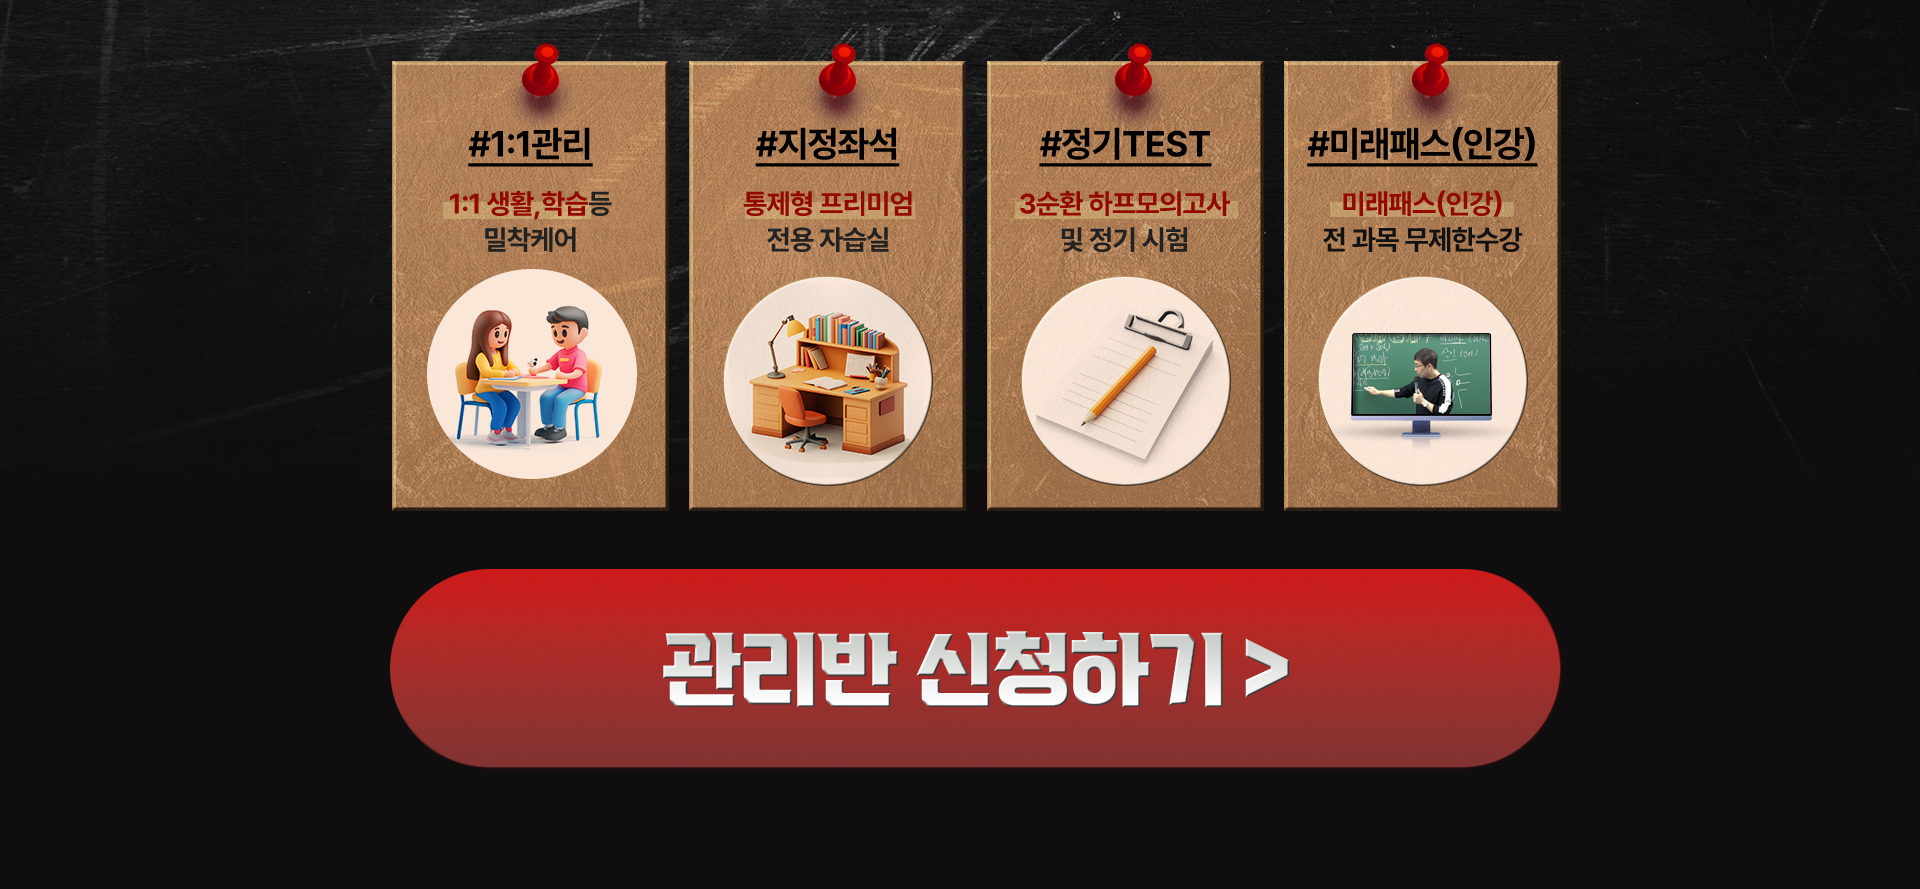 #1:1관리
1:1 생활,학습등
밀착케어
#지정좌석
통제형 프리미엄
전용 자습실
#정기TEST
3순환 하프모의고사
및 정기 시험
#미래패스(인강)
미래패스(인강)
전 과목 무제한수강
관리반 신청하기 >